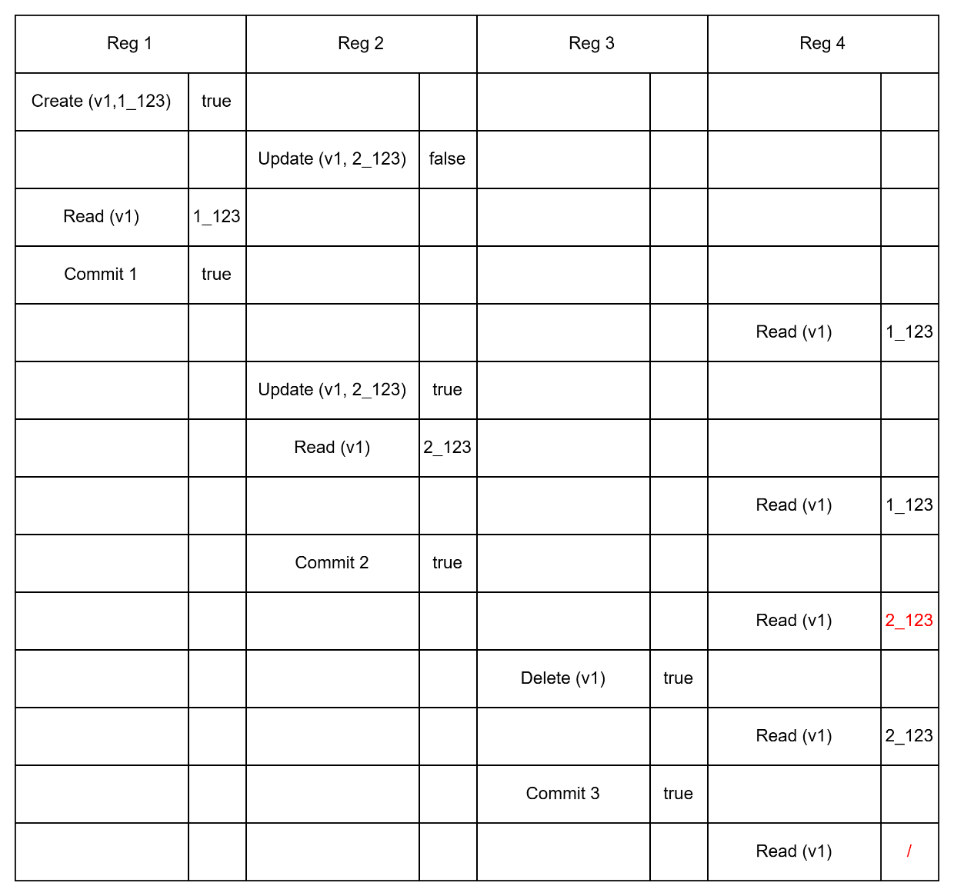 Reg 1 Reg 2 Reg 3 Reg 4
Create (v1,1_123) true
Update (v1, 2_123) false
Read (v1) 1_123
Commit 1 true
Read (v1) 1_123
Update (v1, 2_123) true
Read (v1) 2_123
Read (v1) 1_123
Commit 2 true
Read (v1) 2_123
Delete (v1) true
Read (v1) 2_123
Commit 3 true
Read (v1) /